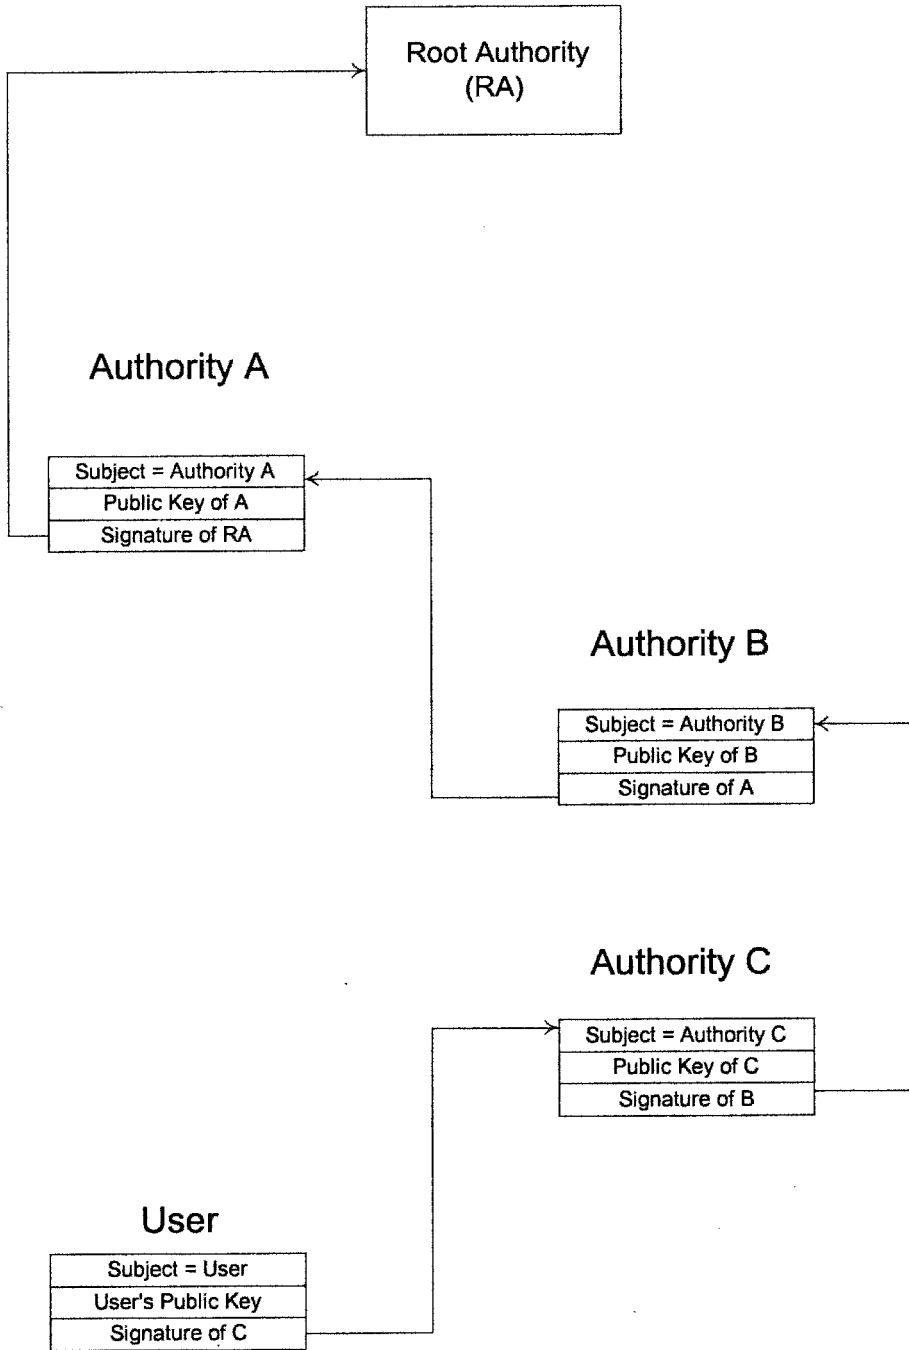 Root Authority
(RA)
Authority A
Subject = Authority A
Public Key of A
Signature of RA
Authority B
Subject = Authority B
Public Key of B
Signature of A
Authority C
Subject = Authority C
Public Key of C
Signature of B
User
Subject = User
User's Public Key
Signature of C